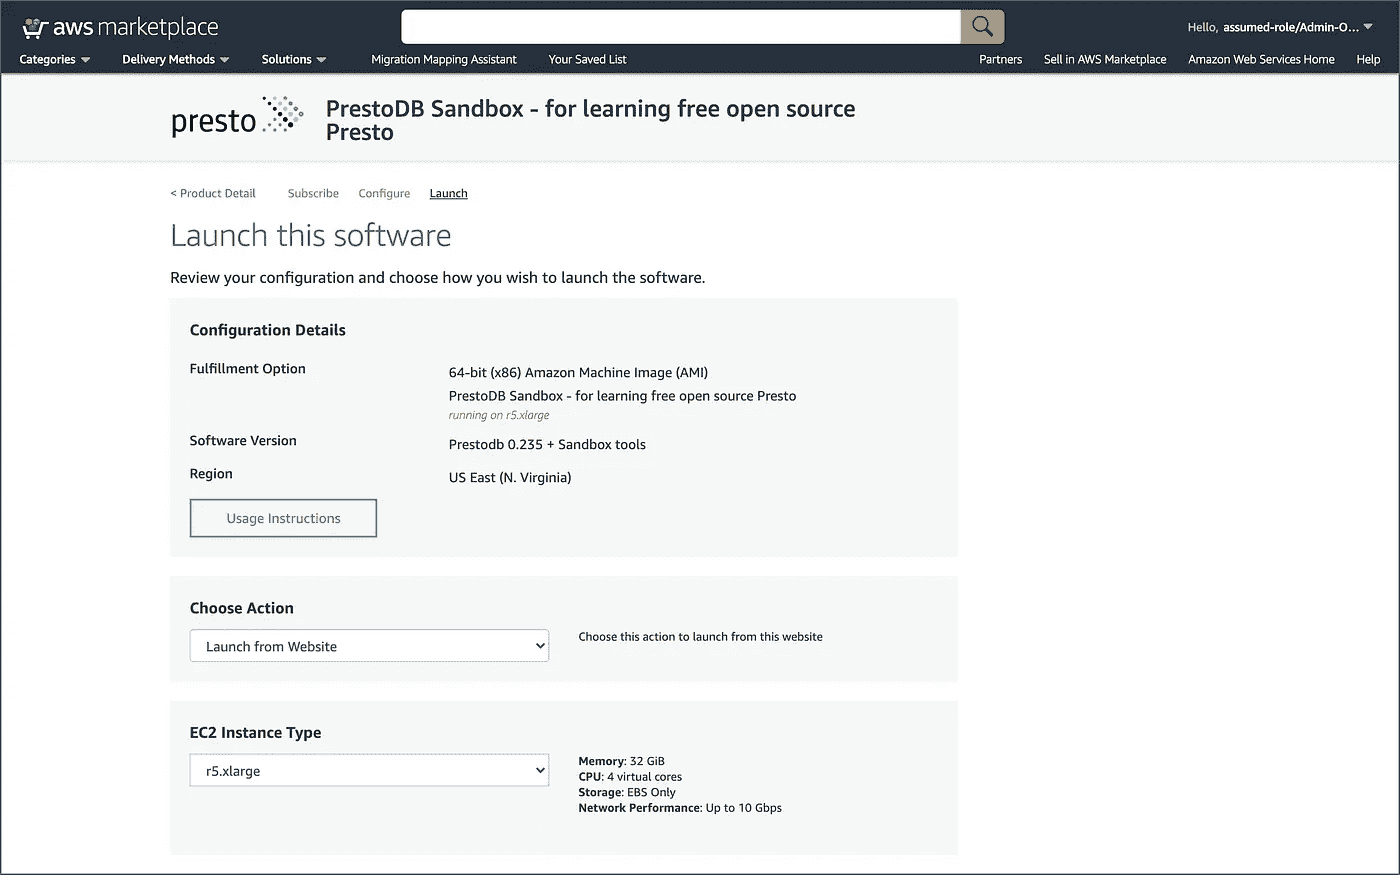 aws marketplace
Hello, assumed-role/Admin-O...
Categories Delivery Methods Solutions Migration Mapping Assistant Your Saved List Partners Sell in AWS Marketplace Amazon Web Services Home Help
presto
PrestoDB Sandbox - for learning free open source
Presto
< Product Detail Subscribe Configure Launch
Launch this software
Review your configuration and choose how you wish to launch the software.
Configuration Details
Fulfillment Option 64-bit (x86) Amazon Machine Image (AMI)
PrestoDB Sandbox - for learning free open source Presto
running on r5.xlarge
Software Version Prestodb 0.235 + Sandbox tools
Region US East (N. Virginia)
Usage Instructions
Choose Action
Launch from Website Choose this action to launch from this website
EC2 Instance Type
r5.xlarge
Memory: 32 GiB
CPU: 4 virtual cores
Storage: EBS Only
Network Performance: Up to 10 Gbps